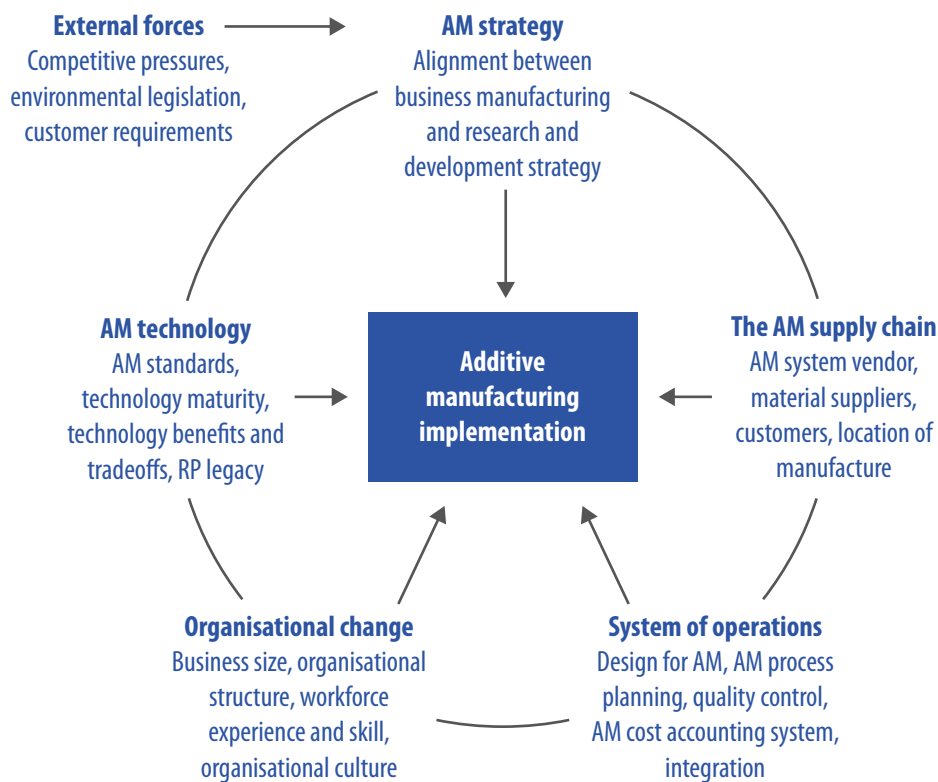 External forces
Competitive pressures,
environmental legislation,
customer requirements
AM strategy
Alignment between
business manufacturing
and research and
development strategy
AM technology
AM standards,
technology maturity,
technology benefits and
tradeoffs, RP legacy
Additive
manufacturing
implementation
The AM supply chain
AM system vendor,
material suppliers,
customers, location of
manufacture
Organisational change
Business size, organisational
structure, workforce
experience and skill,
organisational culture
System of operations
Design for AM, AM process
planning, quality control,
AM cost accounting system,
integration